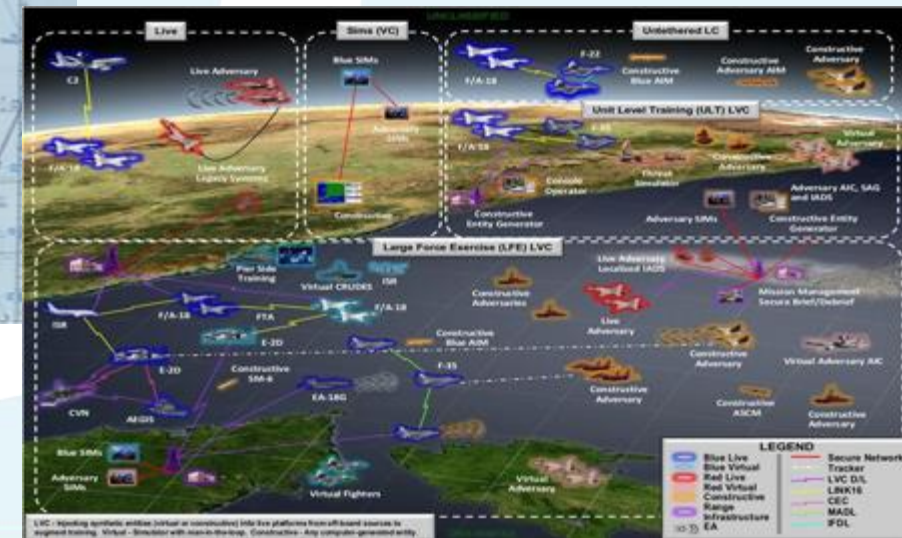 UNCLASSIFIED
Live
C2
Live Adversary
F/A-18
Live Adversary
Legacy Systems
Sims (VC)
Blue SIMs
Adversary
SIMs
Constructive
Untethered LC
F/A-18
F-22
Constructive
Blue AIM
Constructive
Adversary AIM
Constructive
Adversary
Unit Level Training (ULT) LVC
F/A-18
F-35
Constructive
Entity Generator
Console
Operator
Threat
Simulator
Constructive
Adversary
Virtual
Adversary
Adversary SIMs
Adversary AIC, SAG
and IADS
Constructive Entity
Generator
Large Force Exercise (LFE) LVC
Pier Side
Training
Virtual CRUDES
ISR
ISR
F/A-18
FTA
F/A-18
E-2D
E-2D
Constructive
SM-6
Constructive
Blue AIM
F-35
EA-18G
CVN
AEGIS
Constructive
Adversaries
Live Adversary
Localized IADS
Live
Adversary
Mission Management
Secure Brief/Debrief
Constructive
Adversary
Virtual Adversary AIC
Constructive
Adversary
Constructive
ASCM
Constructive
Adversary
Blue SIMs
Adversary
SIMs
Virtual Fighters
Virtual
Adversary
LEGEND
Blue Live
Blue Virtual
Red Live
Red Virtual
Constructive
Range
Infrastructure
EA
Secure Network
Tracker
LVC D/L
LINK16
CEC
MADL
IFDL
LVC - Injecting synthetic entities (virtual or constructive) into live platforms from off-board sources to
augment training. Virtual - Simulator with man-in-the-loop. Constructive - Any computer-generated entity.